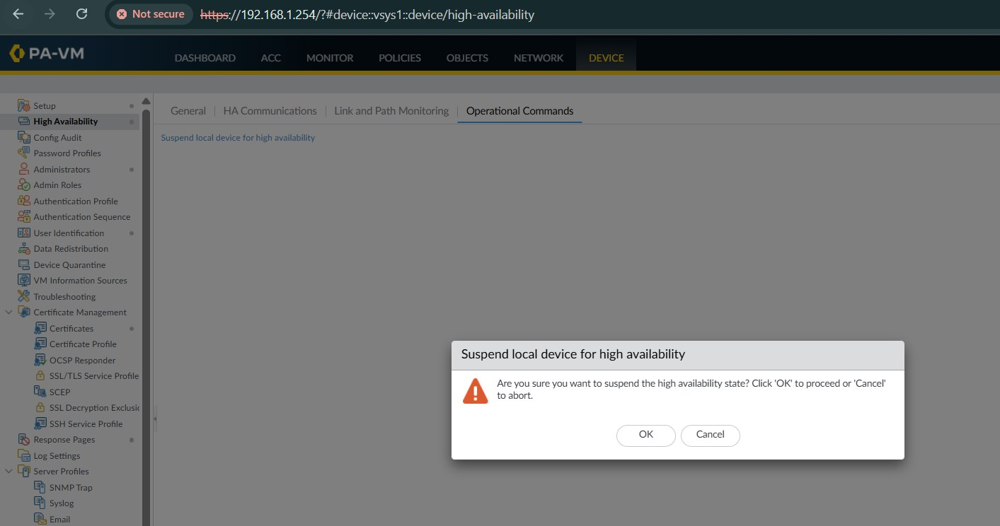 Not secure https://192.168.1.254/?#device::vsys1::device/high-availability
PA-VM DASHBOARD ACC MONITOR POLICIES OBJECTS NETWORK DEVICE
Setup
High Availability
Config Audit
Password Profiles
Administrators
Admin Roles
Authentication Profile
Authentication Sequence
User Identification
Data Redistribution
Device Quarantine
VM Information Sources
Troubleshooting
Certificate Management
Certificates
Certificate Profile
OCSP Responder
SSL/TLS Service Profile
SCEP
SSL Decryption Exclusio
SSH Service Profile
Response Pages
Log Settings
Server Profiles
SNMP Trap
Syslog
Email
General HA Communications Link and Path Monitoring Operational Commands
Suspend local device for high availability
Suspend local device for high availability
Are you sure you want to suspend the high availability state? Click 'OK' to proceed or 'Cancel'
to abort.
OK Cancel